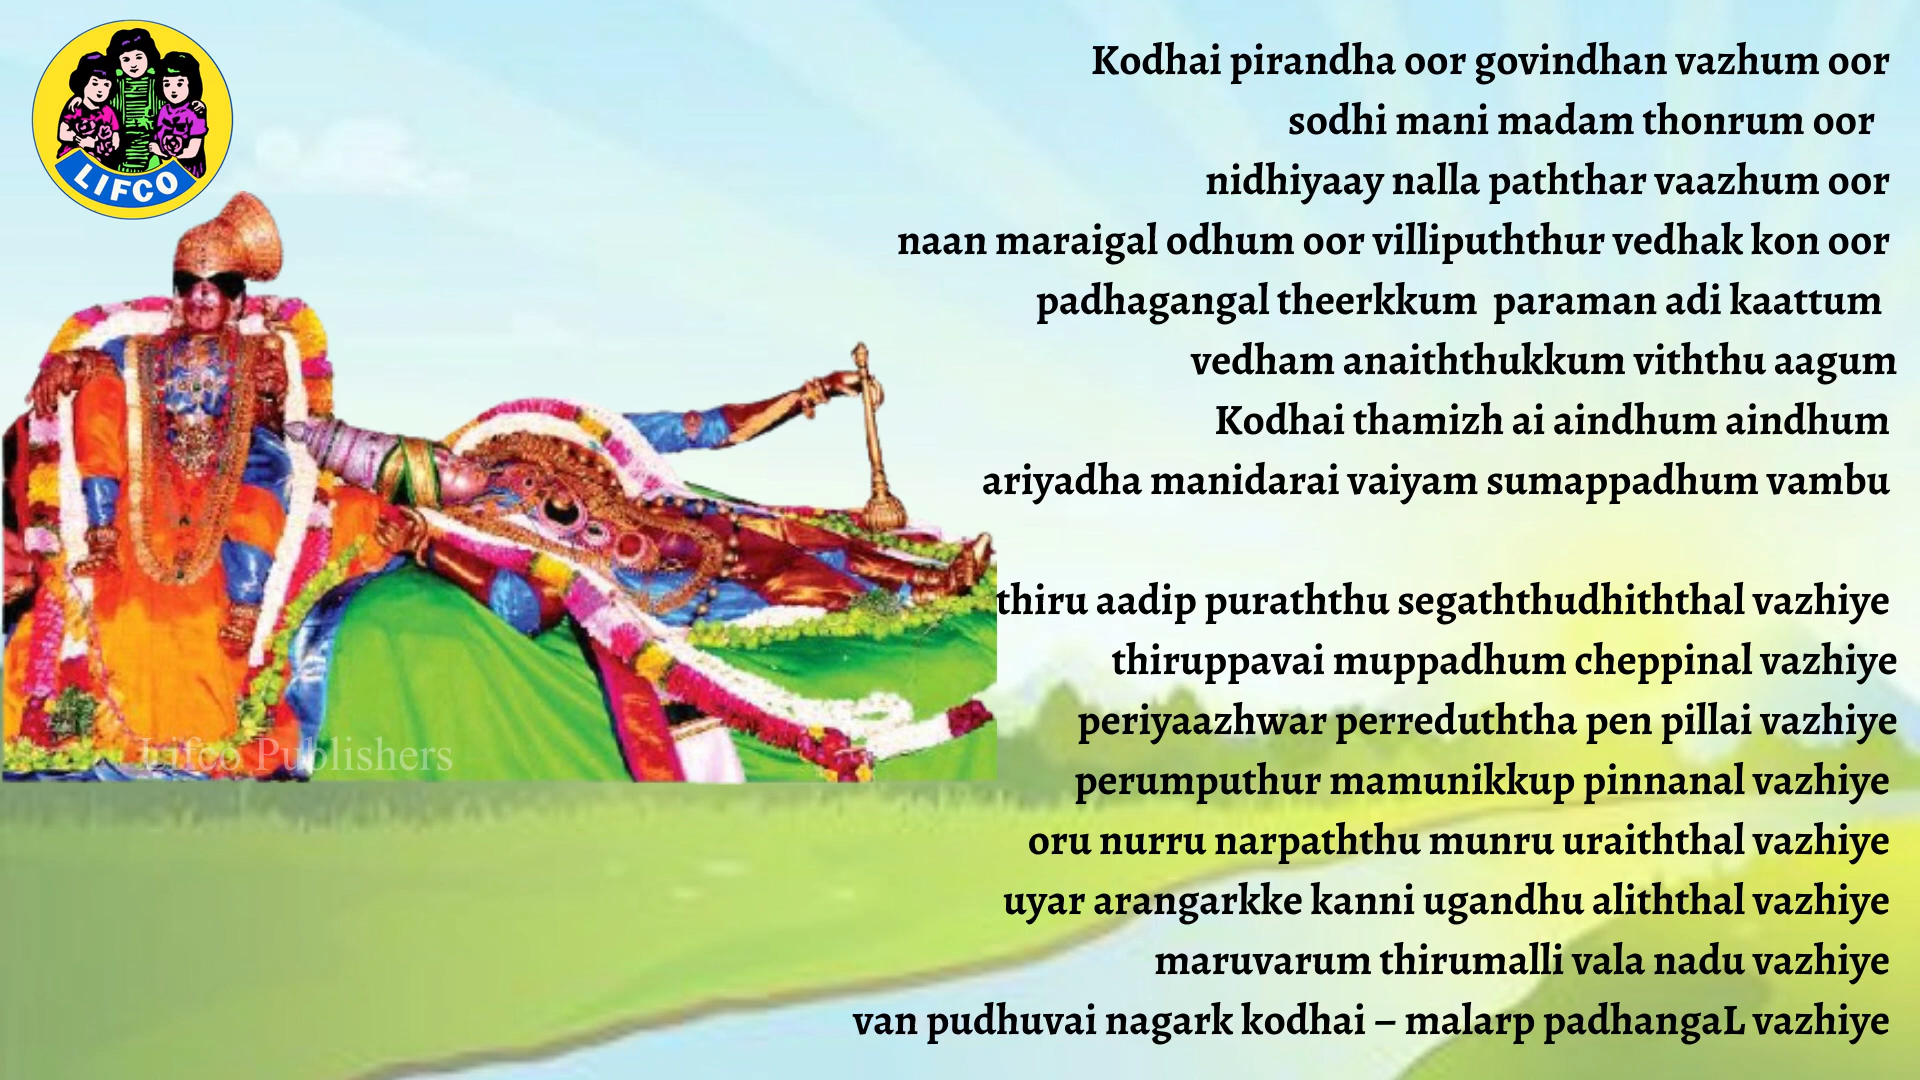 LIFCO
Kodhai pirandha oor govindhan vazhum oor
sodhi mani madam thonrum oor
nidhiyaay nalla paththar vaazhum oor
naan maraigal odhum oor villipuththur vedhak kon oor
padhagangal theerkkum paraman adi kaattum
vedham anaiththukkum viththu aagum
Kodhai thamizh ai aindhum aindhum
ariyadha manidarai vaiyam sumappadhum vambu
thiru aadip puraththu segaththudhiththal vazhiye
thiruppavai muppadhum cheppinal vazhiye
periyaazhwar perreduththa pen pillai vazhiye
perumputhur mamunikkup pinnanal vazhiye
oru nurru narpaththu munru uraiththal vazhiye
uyar arangarkke kanni ugandhu aliththal vazhiye
maruvarum thirumalli vala nadu vazhiye
van pudhuvai nagark kodhai – malarp padhangaL vazhiye
Lifco Publishers